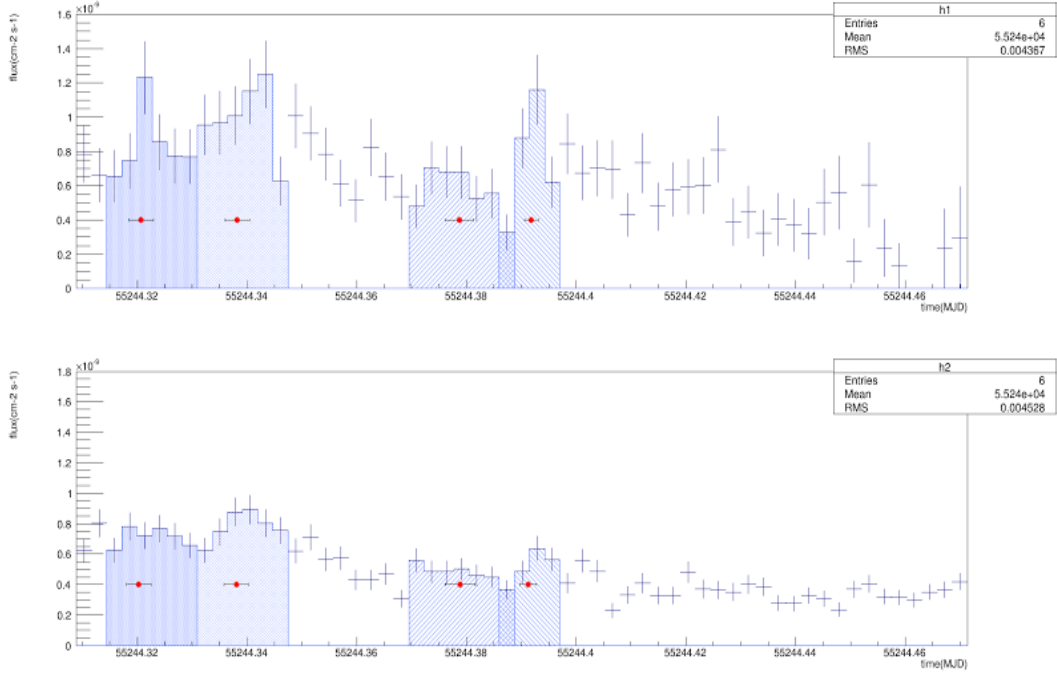 ×10⁻⁹
flux(cm-2 s-1)
1.6
1.4
1.2
1
0.8
0.6
0.4
0.2
0
55244.32 55244.34 55244.36 55244.38 55244.4 55244.42 55244.44 55244.46
time(MJD)
h1
Entries 6
Mean 5.524e+04
RMS 0.004367
×10⁻⁹
flux(cm-2 s-1)
1.8
1.6
1.4
1.2
1
0.8
0.6
0.4
0.2
0
55244.32 55244.34 55244.36 55244.38 55244.4 55244.42 55244.44 55244.46
time(MJD)
h2
Entries 6
Mean 5.524e+04
RMS 0.004528